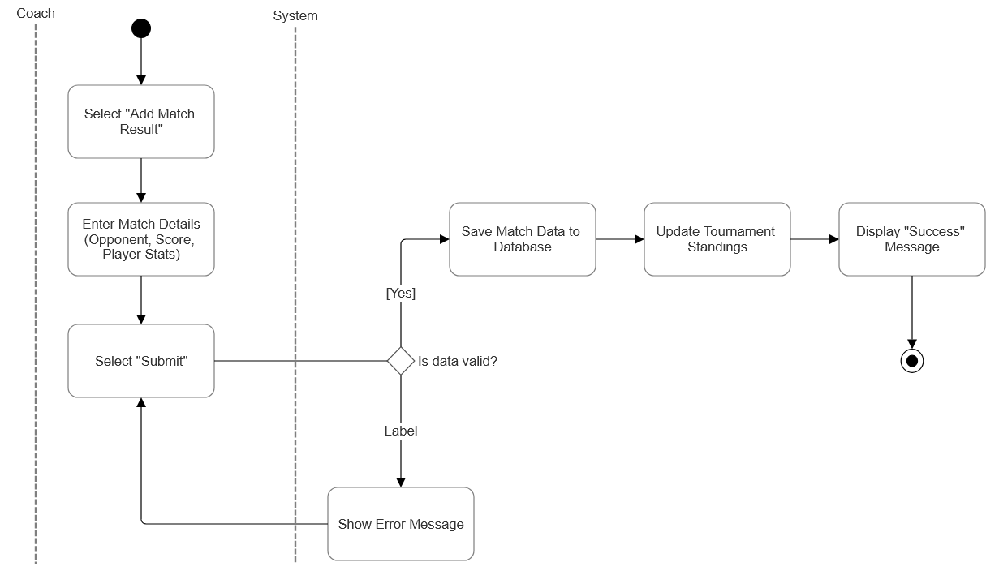 Coach
System
Select "Add Match
Result"
Enter Match Details
(Opponent, Score,
Player Stats)
Save Match Data to
Database
Update Tournament
Standings
Display "Success"
Message
[Yes]
Select "Submit"
Is data valid?
Label
Show Error Message